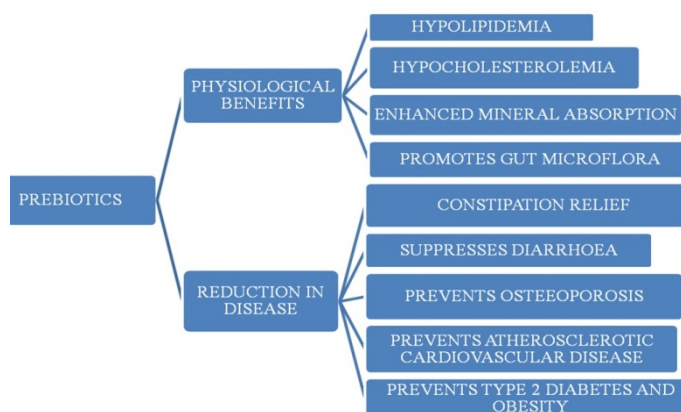 PREBIOTICS
PHYSIOLOGICAL
BENEFITS
HYPOLIPIDEMIA
HYPOCHOLESTEROLEMIA
ENHANCED MINERAL ABSORPTION
PROMOTES GUT MICROFLORA
REDUCTION IN
DISEASE
CONSTIPATION RELIEF
SUPPRESSES DIARRHOEA
PREVENTS OSTEEOPOROSIS
PREVENTS ATHEROSCLEROTIC
CARDIOVASCULAR DISEASE
PREVENTS TYPE 2 DIABETES AND
OBESITY